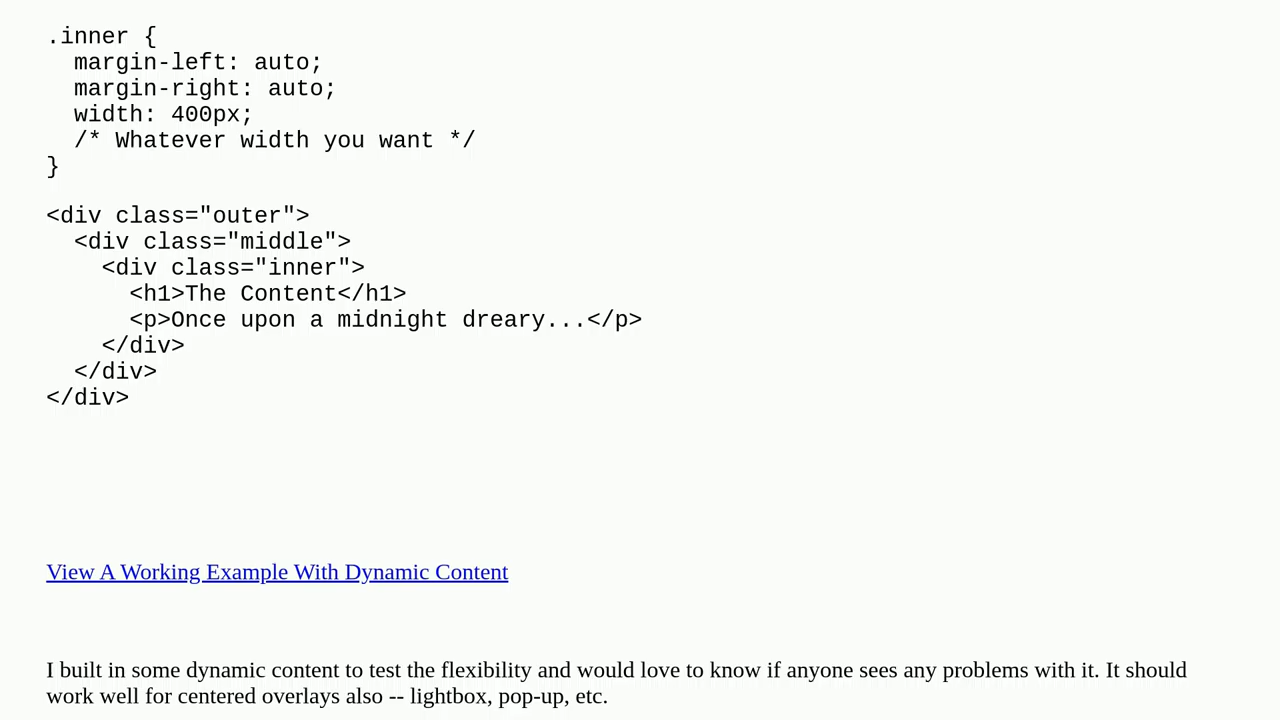 .inner {
  margin-left: auto;
  margin-right: auto;
  width: 400px;
  /* Whatever width you want */
}
<div class="outer">
  <div class="middle">
    <div class="inner">
      <h1>The Content</h1>
      <p>Once upon a midnight dreary...</p>
    </div>
  </div>
</div>
View A Working Example With Dynamic Content
I built in some dynamic content to test the flexibility and would love to know if anyone sees any problems with it. It should
work well for centered overlays also -- lightbox, pop-up, etc.